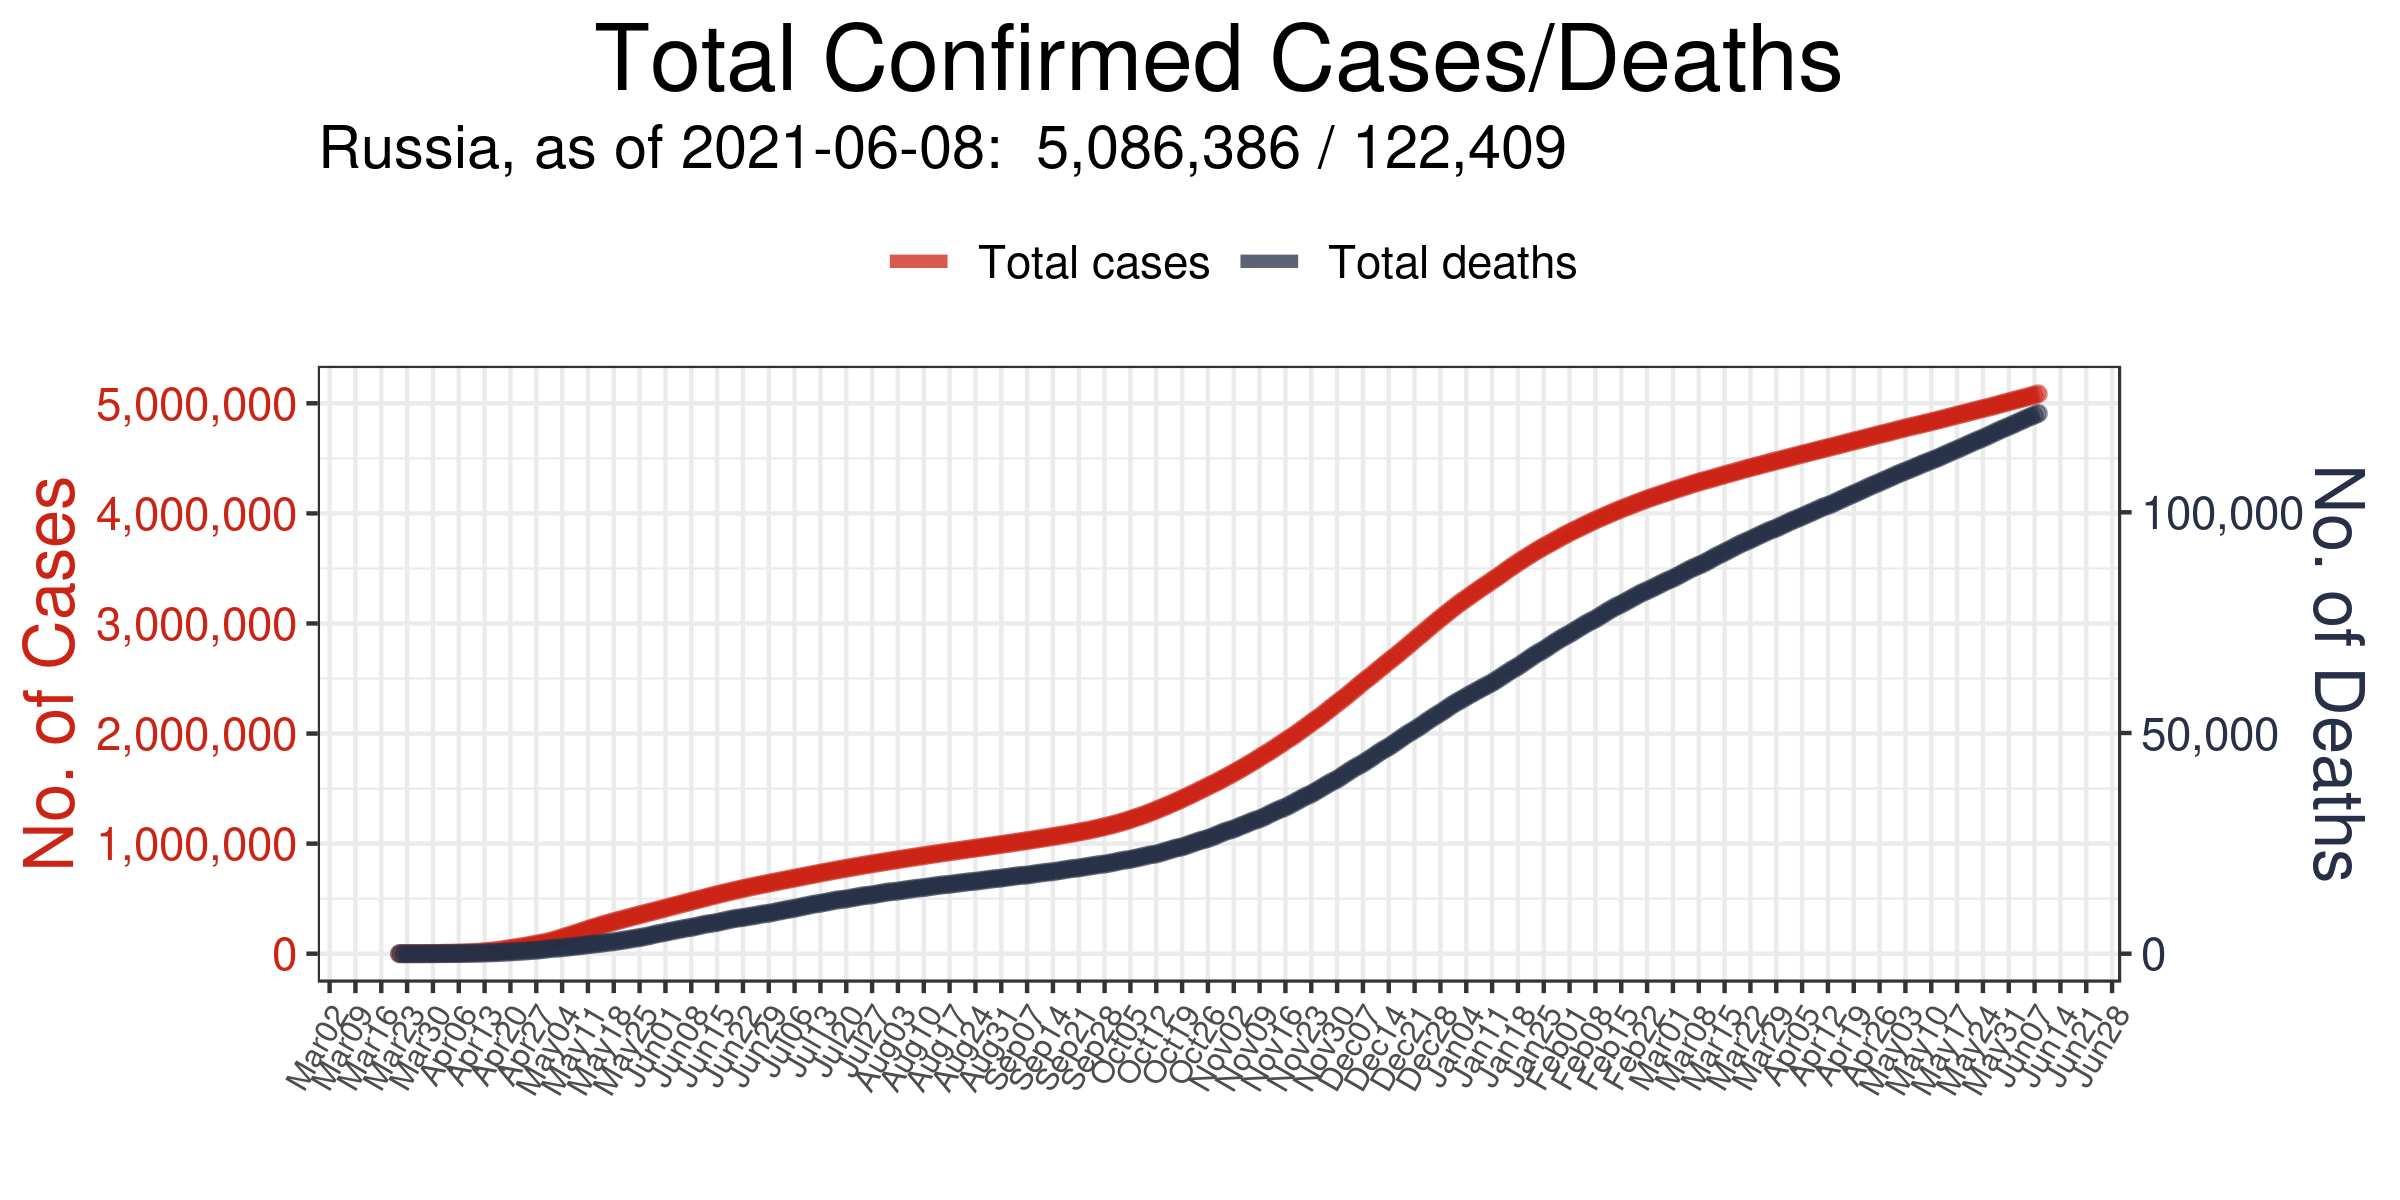 Total Confirmed Cases/Deaths
Russia, as of 2021-06-08:  5,086,386 / 122,409
Total cases
Total deaths
No. of Cases
5,000,000
4,000,000
3,000,000
2,000,000
1,000,000
0
100,000
50,000
0
No. of Deaths
Mar02
Mar09
Mar16
Mar23
Mar30
Apr06
Apr13
Apr20
Apr27
May04
May11
May18
May25
Jun01
Jun08
Jun15
Jun22
Jun29
Jul06
Jul13
Jul20
Jul27
Aug03
Aug10
Aug17
Aug24
Aug31
Sep07
Sep14
Sep21
Sep28
Oct05
Oct12
Oct19
Oct26
Nov02
Nov09
Nov16
Nov23
Nov30
Dec07
Dec14
Dec21
Dec28
Dec04
Jan11
Jan18
Jan25
Feb01
Feb08
Feb15
Feb22
Mar01
Mar08
Mar15
Mar22
Mar29
Apr05
Apr12
Apr19
Apr26
May03
May10
May17
May24
May31
Jun07
Jun14
Jun21
Jun28